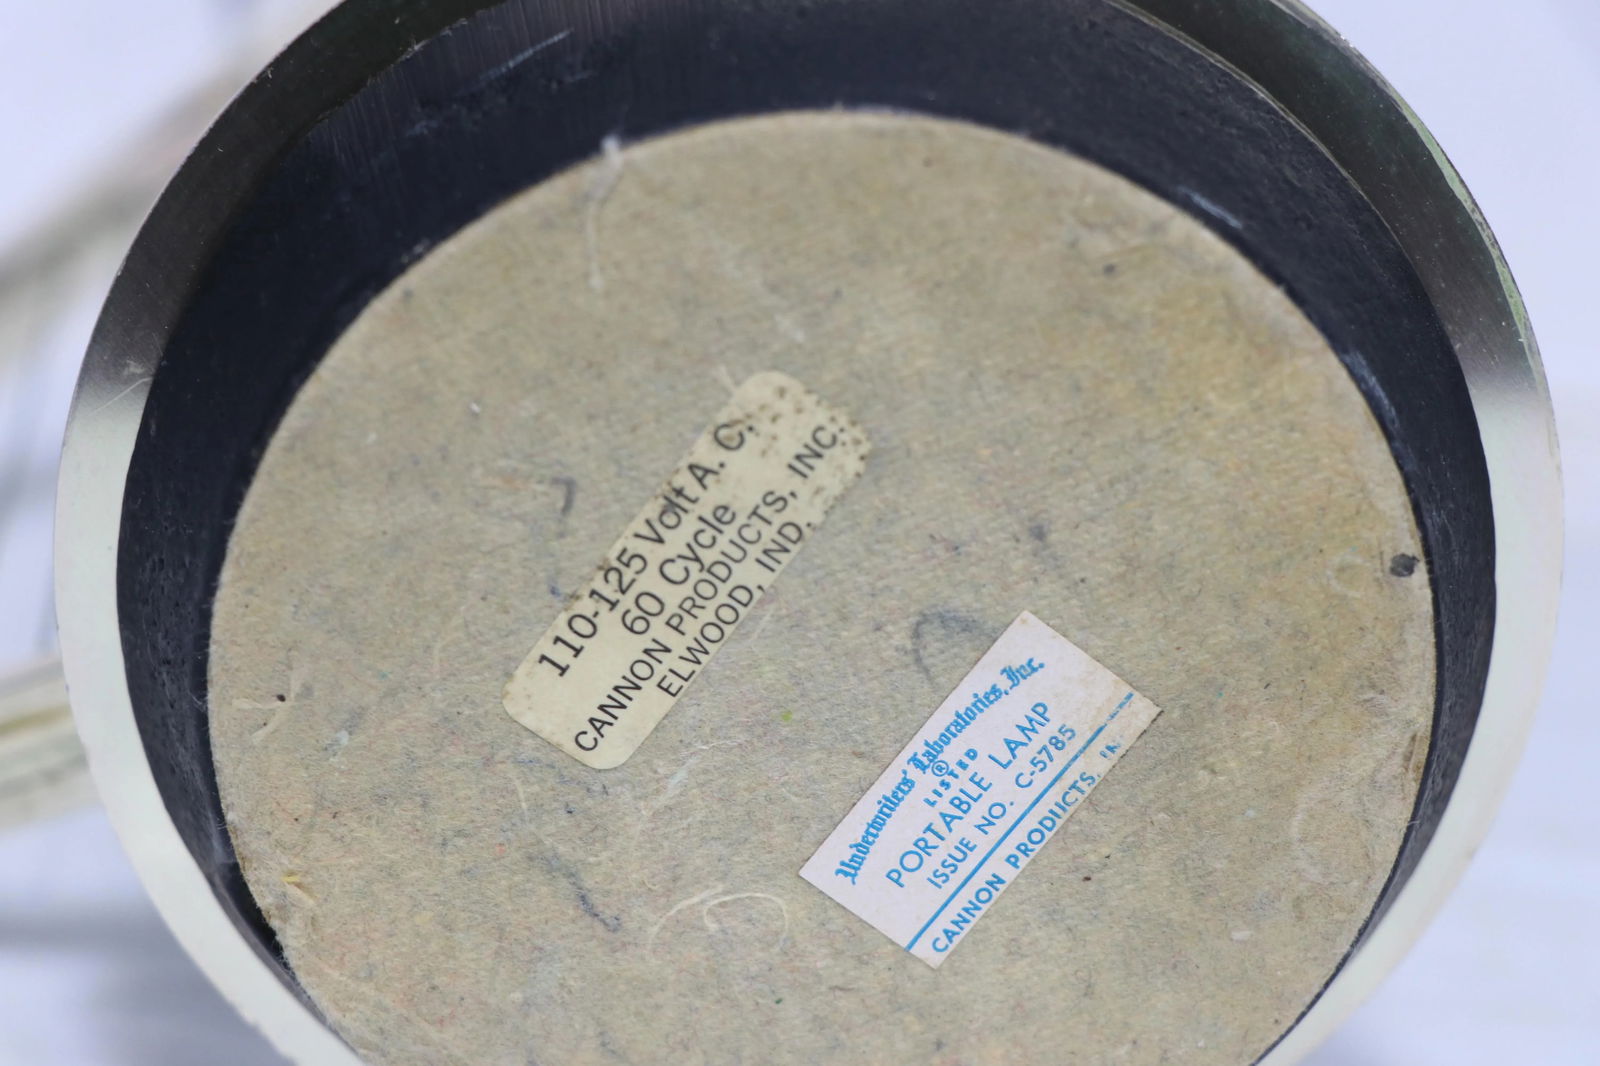 110-125 Volt A. C.
60 Cycle
CANNON PRODUCTS, INC.
ELWOOD, IND.
Underwriters' Laboratories, Inc.
®
LISTED
PORTABLE LAMP
ISSUE NO. C-5785
CANNON PRODUCTS,